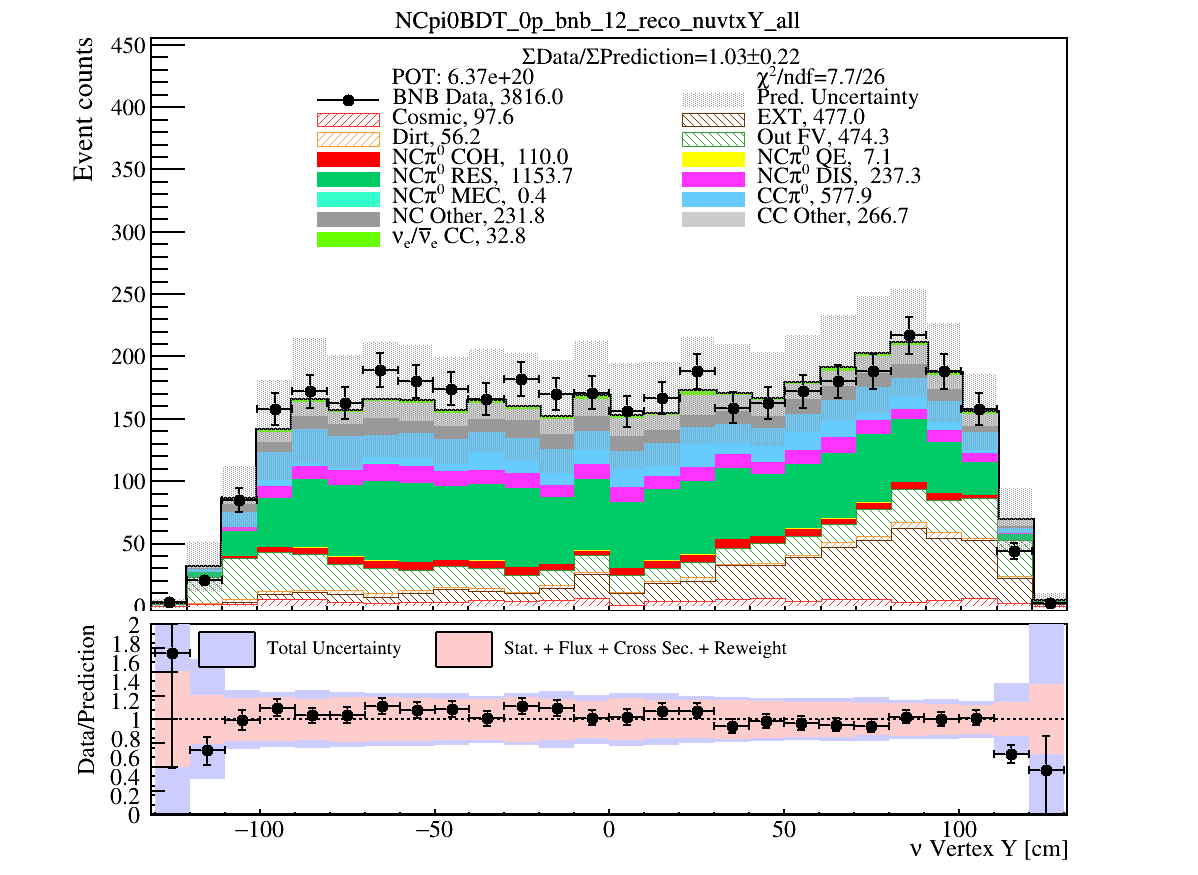 NCpi0BDT_0p_bnb_12_reco_nuvtxY_all
ΣData/ΣPrediction=1.03±0.22
POT: 6.37e+20
χ²/ndf=7.7/26
BNB Data, 3816.0
Pred. Uncertainty
Cosmic, 97.6
EXT, 477.0
Dirt, 56.2
Out FV, 474.3
NCπ⁰ COH, 110.0
NCπ⁰ QE, 7.1
NCπ⁰ RES, 1153.7
NCπ⁰ DIS, 237.3
NCπ⁰ MEC, 0.4
CCπ⁰, 577.9
NC Other, 231.8
CC Other, 266.7
νₑ/ν̅ₑ CC, 32.8
Event counts
450
400
350
300
250
200
150
100
50
0
Total Uncertainty
Stat. + Flux + Cross Sec. + Reweight
Data/Prediction
2
1.8
1.6
1.4
1.2
1
0.8
0.6
0.4
0.2
0
−100 −50 0 50 100
ν Vertex Y [cm]